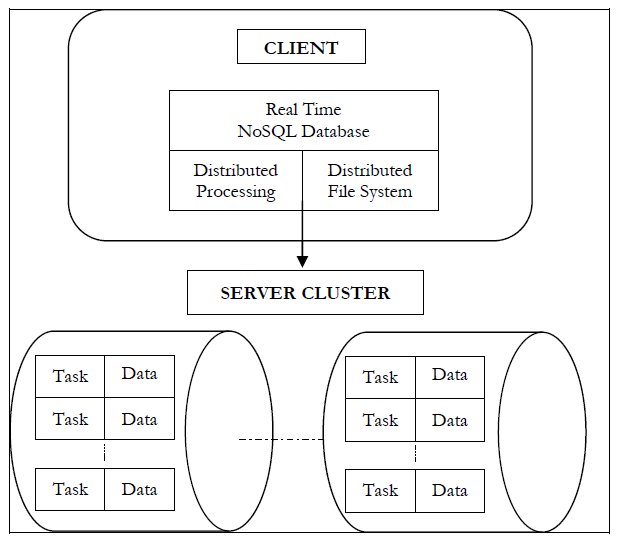 CLIENT
Real Time
NoSQL Database
Distributed
Processing
Distributed
File System
SERVER CLUSTER
Task Data
Task Data
Task Data
Task Data
Task Data
Task Data